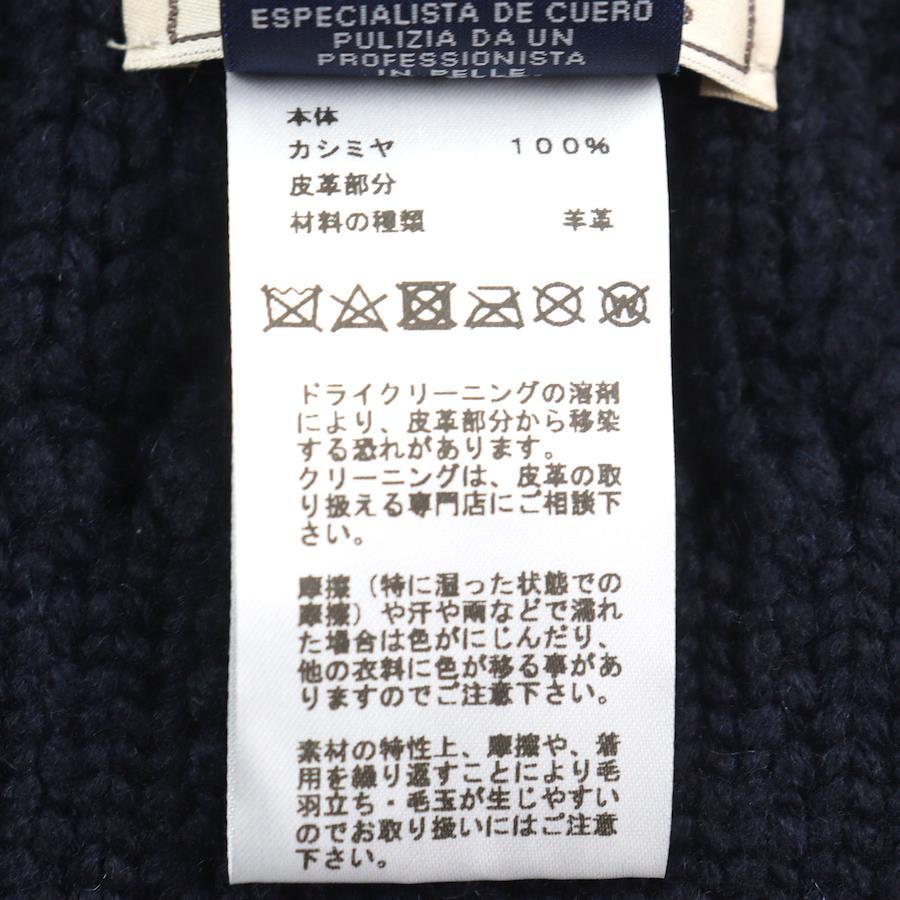 ESPECIALISTA DE CUERO
PULIZIA DA UN
PROFESSIONISTA
IN PELLE.
本体
カシミヤ 100%
皮革部分
材料の種類 羊革
W
ドライクリーニングの溶剤
により、皮革部分から移染
する恐れがあります。
クリーニングは、皮革の取
り扱える専門店にご相談下
さい。
摩擦（特に湿った状態での
摩擦）や汗や雨などで濡れ
た場合は色がにじんだり、
他の衣料に色が移る事があ
りますのでご注意下さい。
素材の特性上、摩擦や、着
用を繰り返すことにより毛
羽立ち・毛玉が生じやすい
のでお取り扱いにはご注意
下さい。